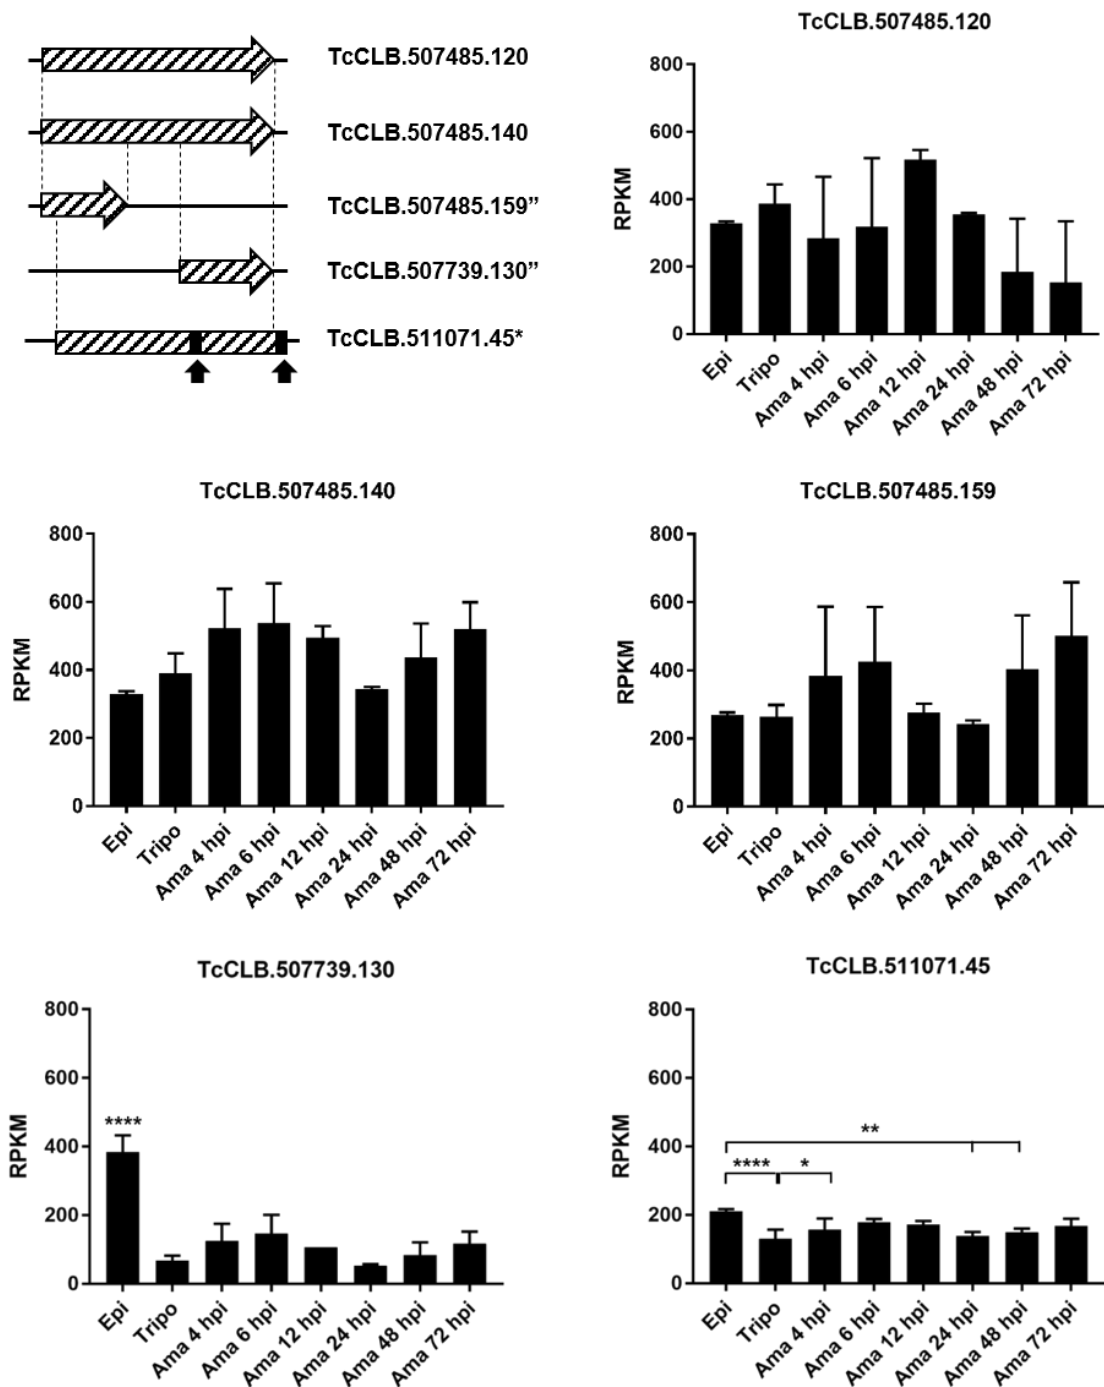 TcCLB.507485.120
TcCLB.507485.140
TcCLB.507485.159”
TcCLB.507739.130”
TcCLB.511071.45*
TcCLB.507485.120
800
600
400
200
0
RPKM
Epi
Tripo
Ama 4 hpi
Ama 6 hpi
Ama 12 hpi
Ama 24 hpi
Ama 48 hpi
Ama 72 hpi
TcCLB.507485.140
800
600
400
200
0
RPKM
Epi
Tripo
Ama 4 hpi
Ama 6 hpi
Ama 12 hpi
Ama 24 hpi
Ama 48 hpi
Ama 72 hpi
TcCLB.507485.159
800
600
400
200
0
RPKM
Epi
Tripo
Ama 4 hpi
Ama 6 hpi
Ama 12 hpi
Ama 24 hpi
Ama 48 hpi
Ama 72 hpi
TcCLB.507739.130
800
600
400
200
0
RPKM
****
Epi
Tripo
Ama 4 hpi
Ama 6 hpi
Ama 12 hpi
Ama 24 hpi
Ama 48 hpi
Ama 72 hpi
TcCLB.511071.45
800
600
400
200
0
RPKM
**
**** *
Epi
Tripo
Ama 4 hpi
Ama 6 hpi
Ama 12 hpi
Ama 24 hpi
Ama 48 hpi
Ama 72 hpi